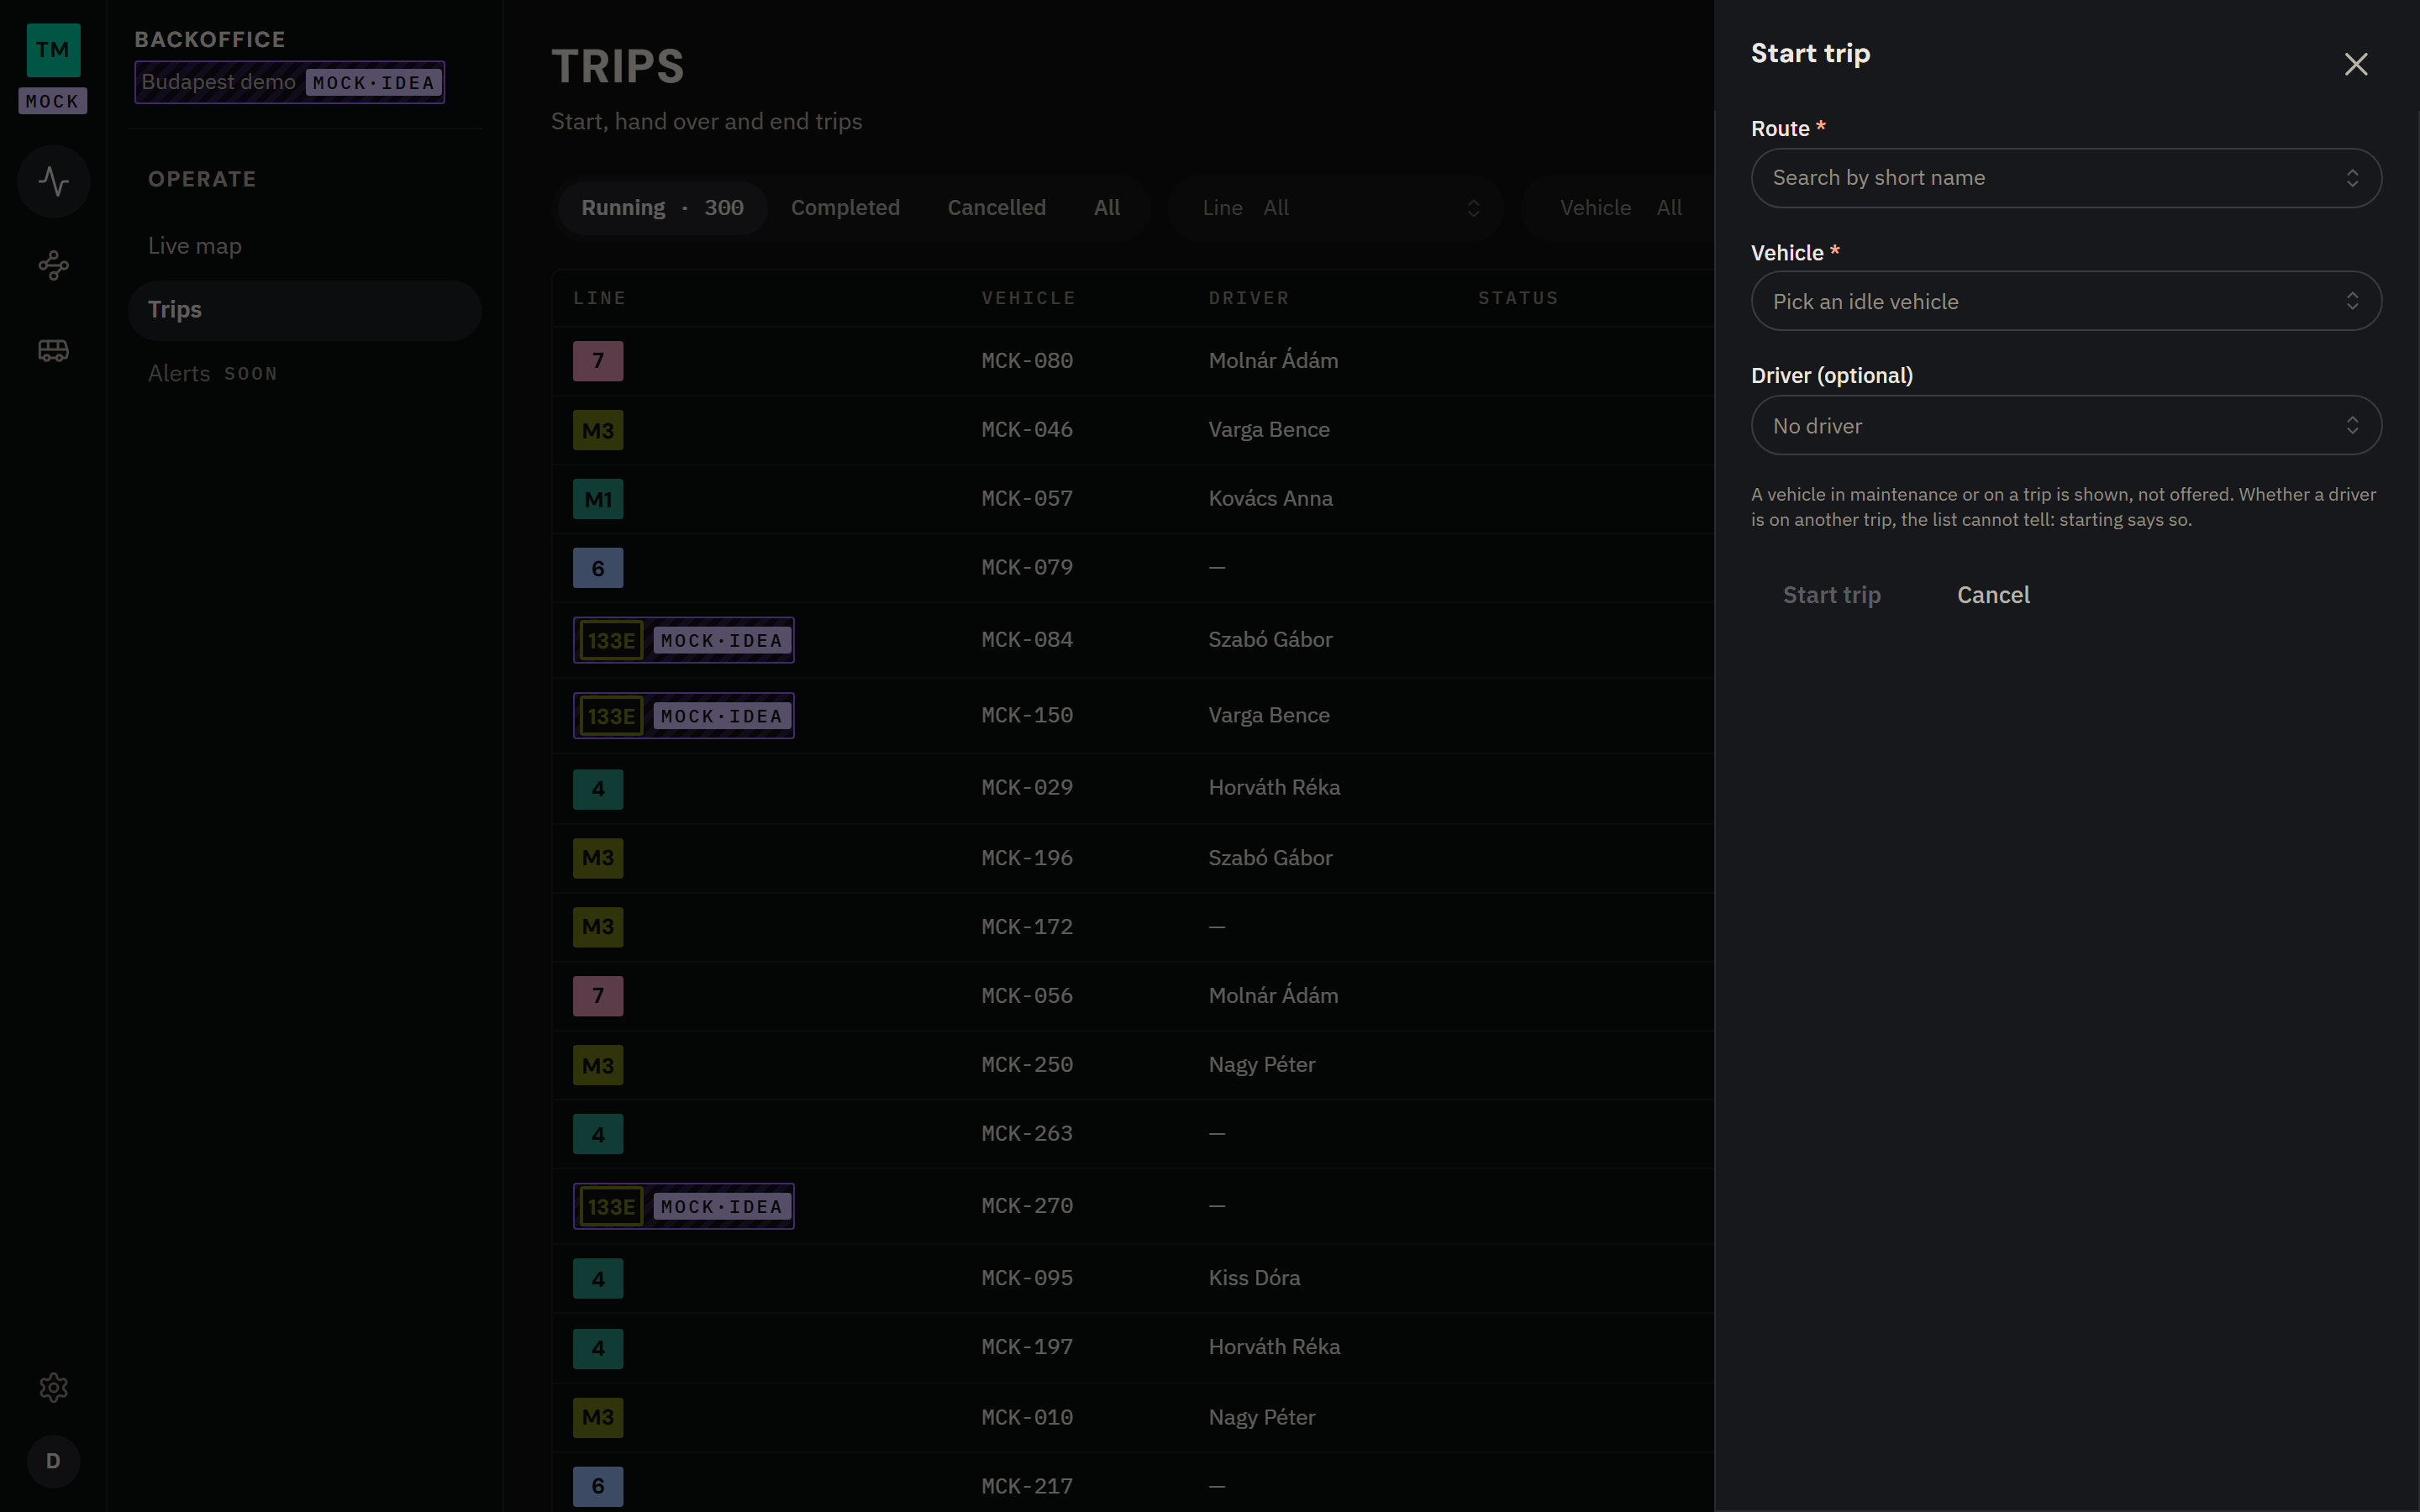 TM
MOCK
D
BACKOFFICE
Budapest demo MOCK·IDEA
OPERATE
Live map
Trips
Alerts SOON
TRIPS
Start, hand over and end trips
Running · 300 Completed Cancelled All Line All Vehicle All
LINE VEHICLE DRIVER STATUS
7 MCK-080 Molnár Ádám
M3 MCK-046 Varga Bence
M1 MCK-057 Kovács Anna
6 MCK-079 —
133E MOCK·IDEA MCK-084 Szabó Gábor
133E MOCK·IDEA MCK-150 Varga Bence
4 MCK-029 Horváth Réka
M3 MCK-196 Szabó Gábor
M3 MCK-172 —
7 MCK-056 Molnár Ádám
M3 MCK-250 Nagy Péter
4 MCK-263 —
133E MOCK·IDEA MCK-270 —
4 MCK-095 Kiss Dóra
4 MCK-197 Horváth Réka
M3 MCK-010 Nagy Péter
6 MCK-217 —
Start trip
Route *
Search by short name
Vehicle *
Pick an idle vehicle
Driver (optional)
No driver
A vehicle in maintenance or on a trip is shown, not offered. Whether a driver
is on another trip, the list cannot tell: starting says so.
Start trip Cancel